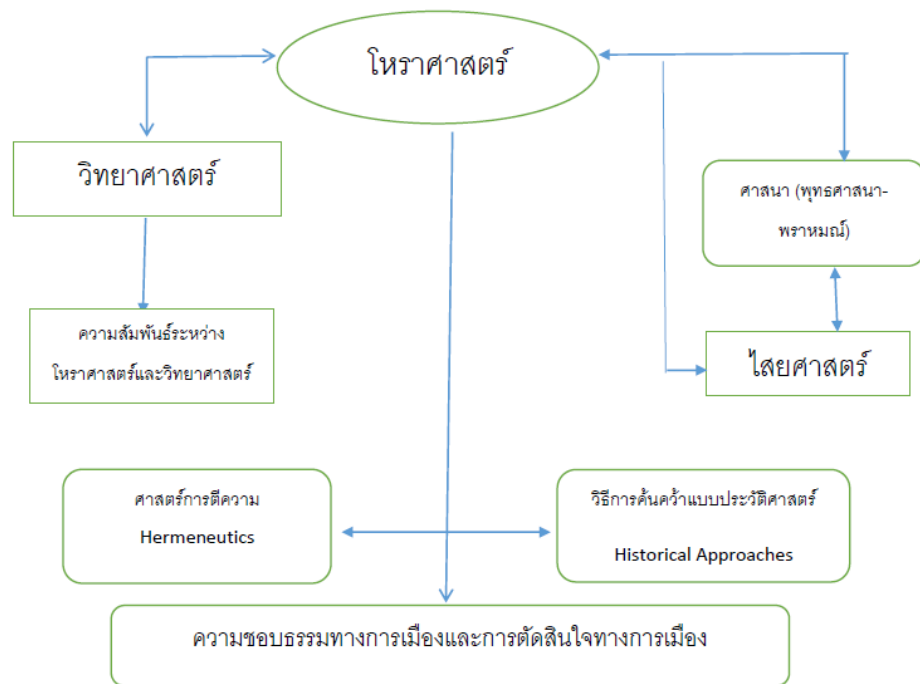 โหราศาสตร์
วิทยาศาสตร์
ศาสนา (พุทธศาสนา-
พราหมณ์)
ความสัมพันธ์ระหว่าง
โหราศาสตร์และวิทยาศาสตร์
ไสยศาสตร์
ศาสตร์การตีความ
Hermeneutics
วิธีการค้นคว้าแบบประวัติศาสตร์
Historical Approaches
ความชอบธรรมทางการเมืองและการตัดสินใจทางการเมือง